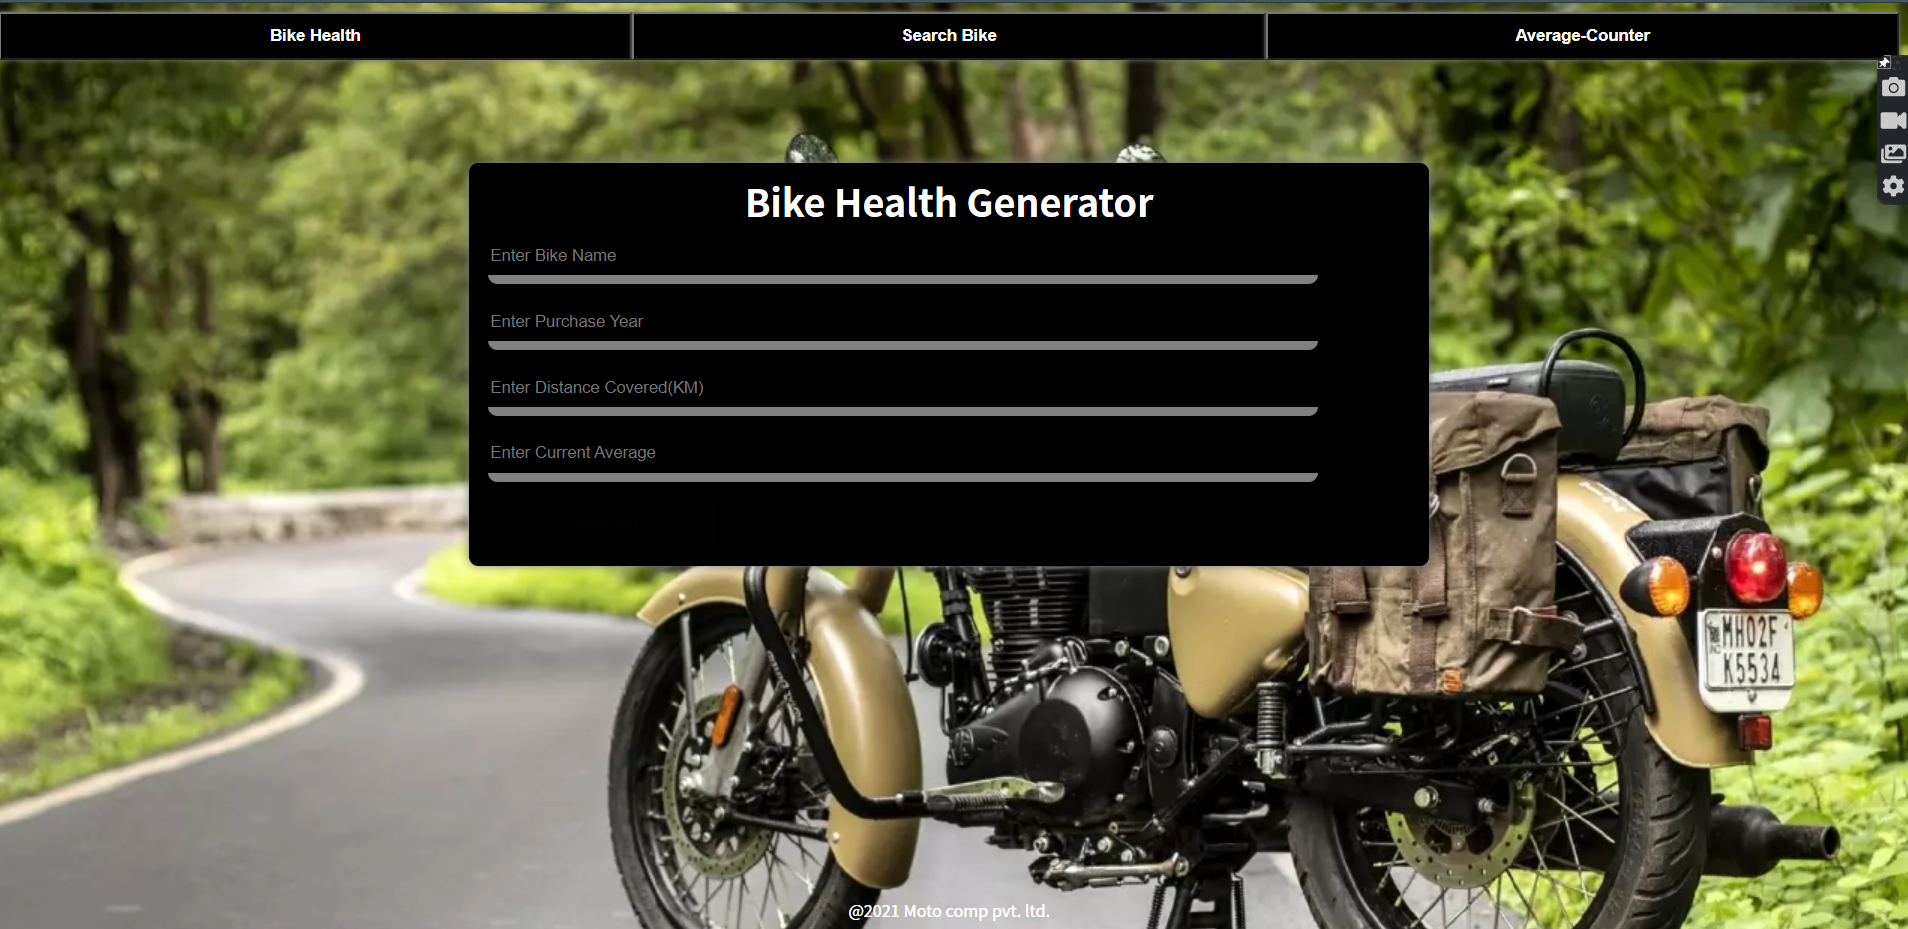 Bike Health
Search Bike
Average-Counter
Bike Health Generator
Enter Bike Name
Enter Purchase Year
Enter Distance Covered(KM)
Enter Current Average
MH02F
K5534
@2021 Moto comp pvt. ltd.